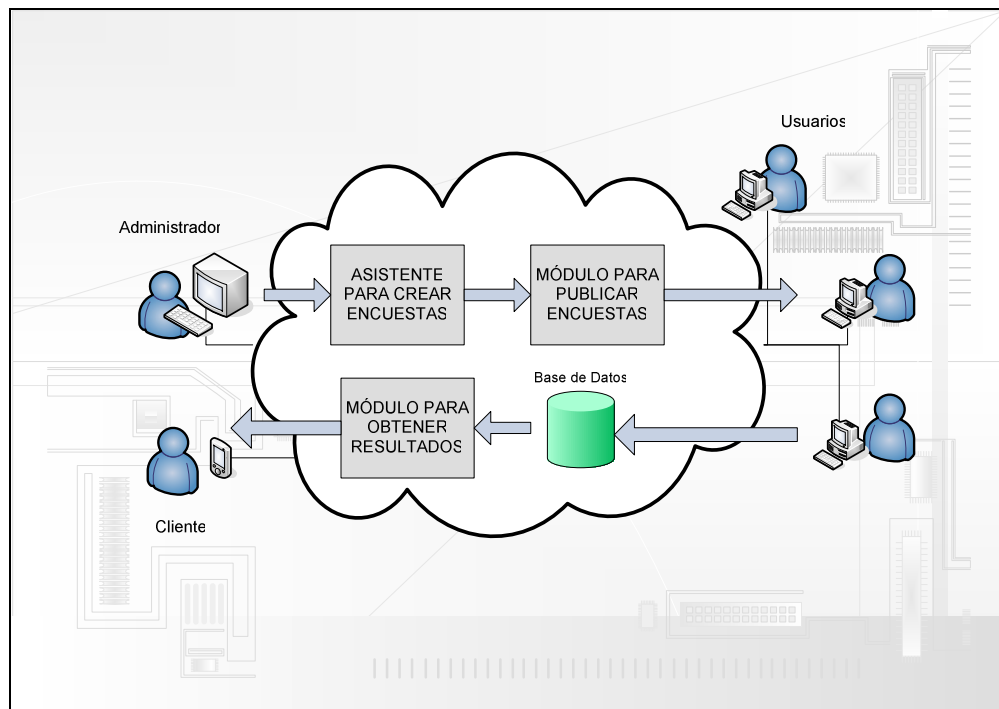 Usuarios
Administrador
ASISTENTE
PARA CREAR
ENCUESTAS
MÓDULO PARA
PUBLICAR
ENCUESTAS
Base de Datos
MÓDULO PARA
OBTENER
RESULTADOS
Cliente